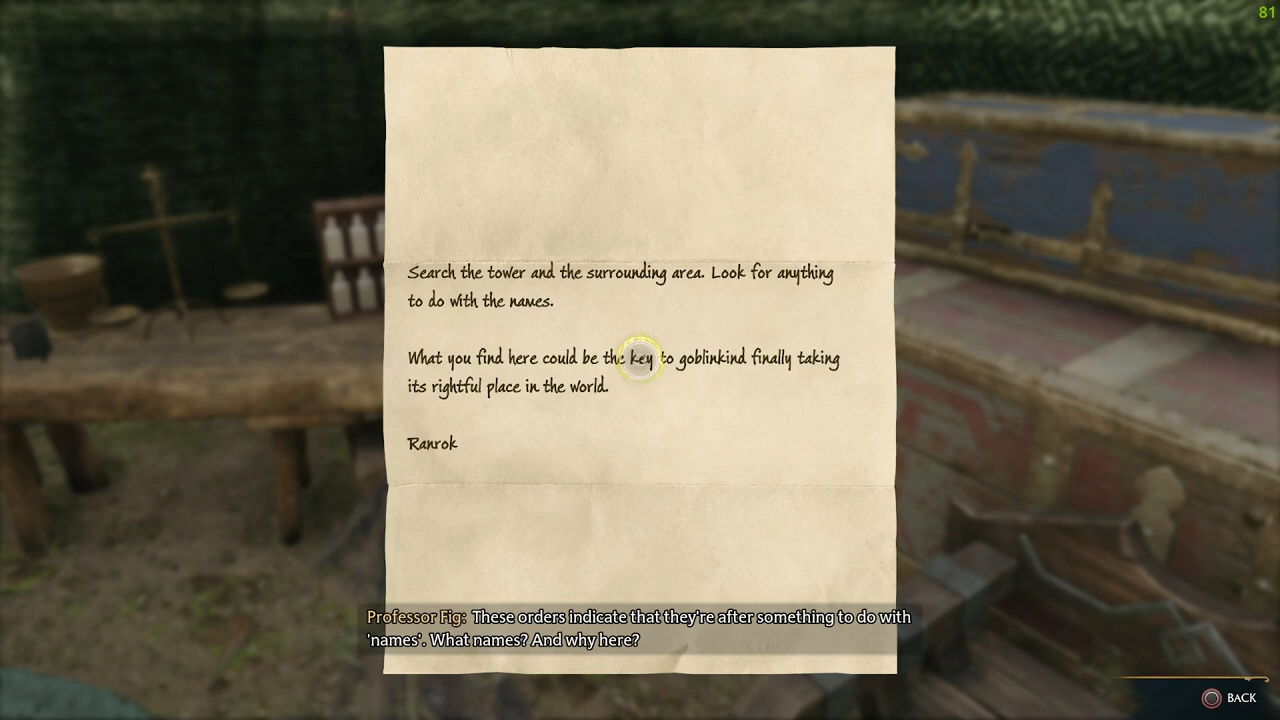 81
Search the tower and the surrounding area. Look for anything
to do with the names.
What you find here could be the key to goblinkind finally taking
its rightful place in the world.
Ranrok
Professor Fig: These orders indicate that they're after something to do with
'names'. What names? And why here?
BACK